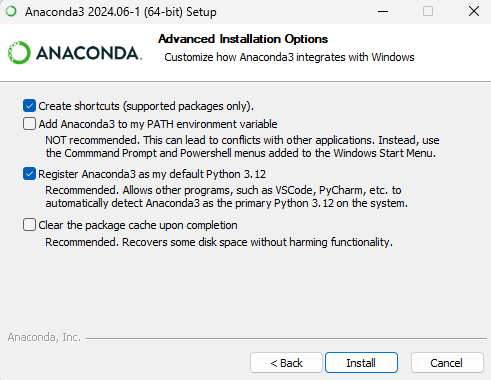 Anaconda3 2024.06-1 (64-bit) Setup
ANACONDA.
Advanced Installation Options
Customize how Anaconda3 integrates with Windows
Create shortcuts (supported packages only).
Add Anaconda3 to my PATH environment variable
NOT recommended. This can lead to conflicts with other applications. Instead, use
the Commmand Prompt and Powershell menus added to the Windows Start Menu.
Register Anaconda3 as my default Python 3.12
Recommended. Allows other programs, such as VSCode, PyCharm, etc. to
automatically detect Anaconda3 as the primary Python 3.12 on the system.
Clear the package cache upon completion
Recommended. Recovers some disk space without harming functionality.
Anaconda, Inc.
< Back
Install
Cancel